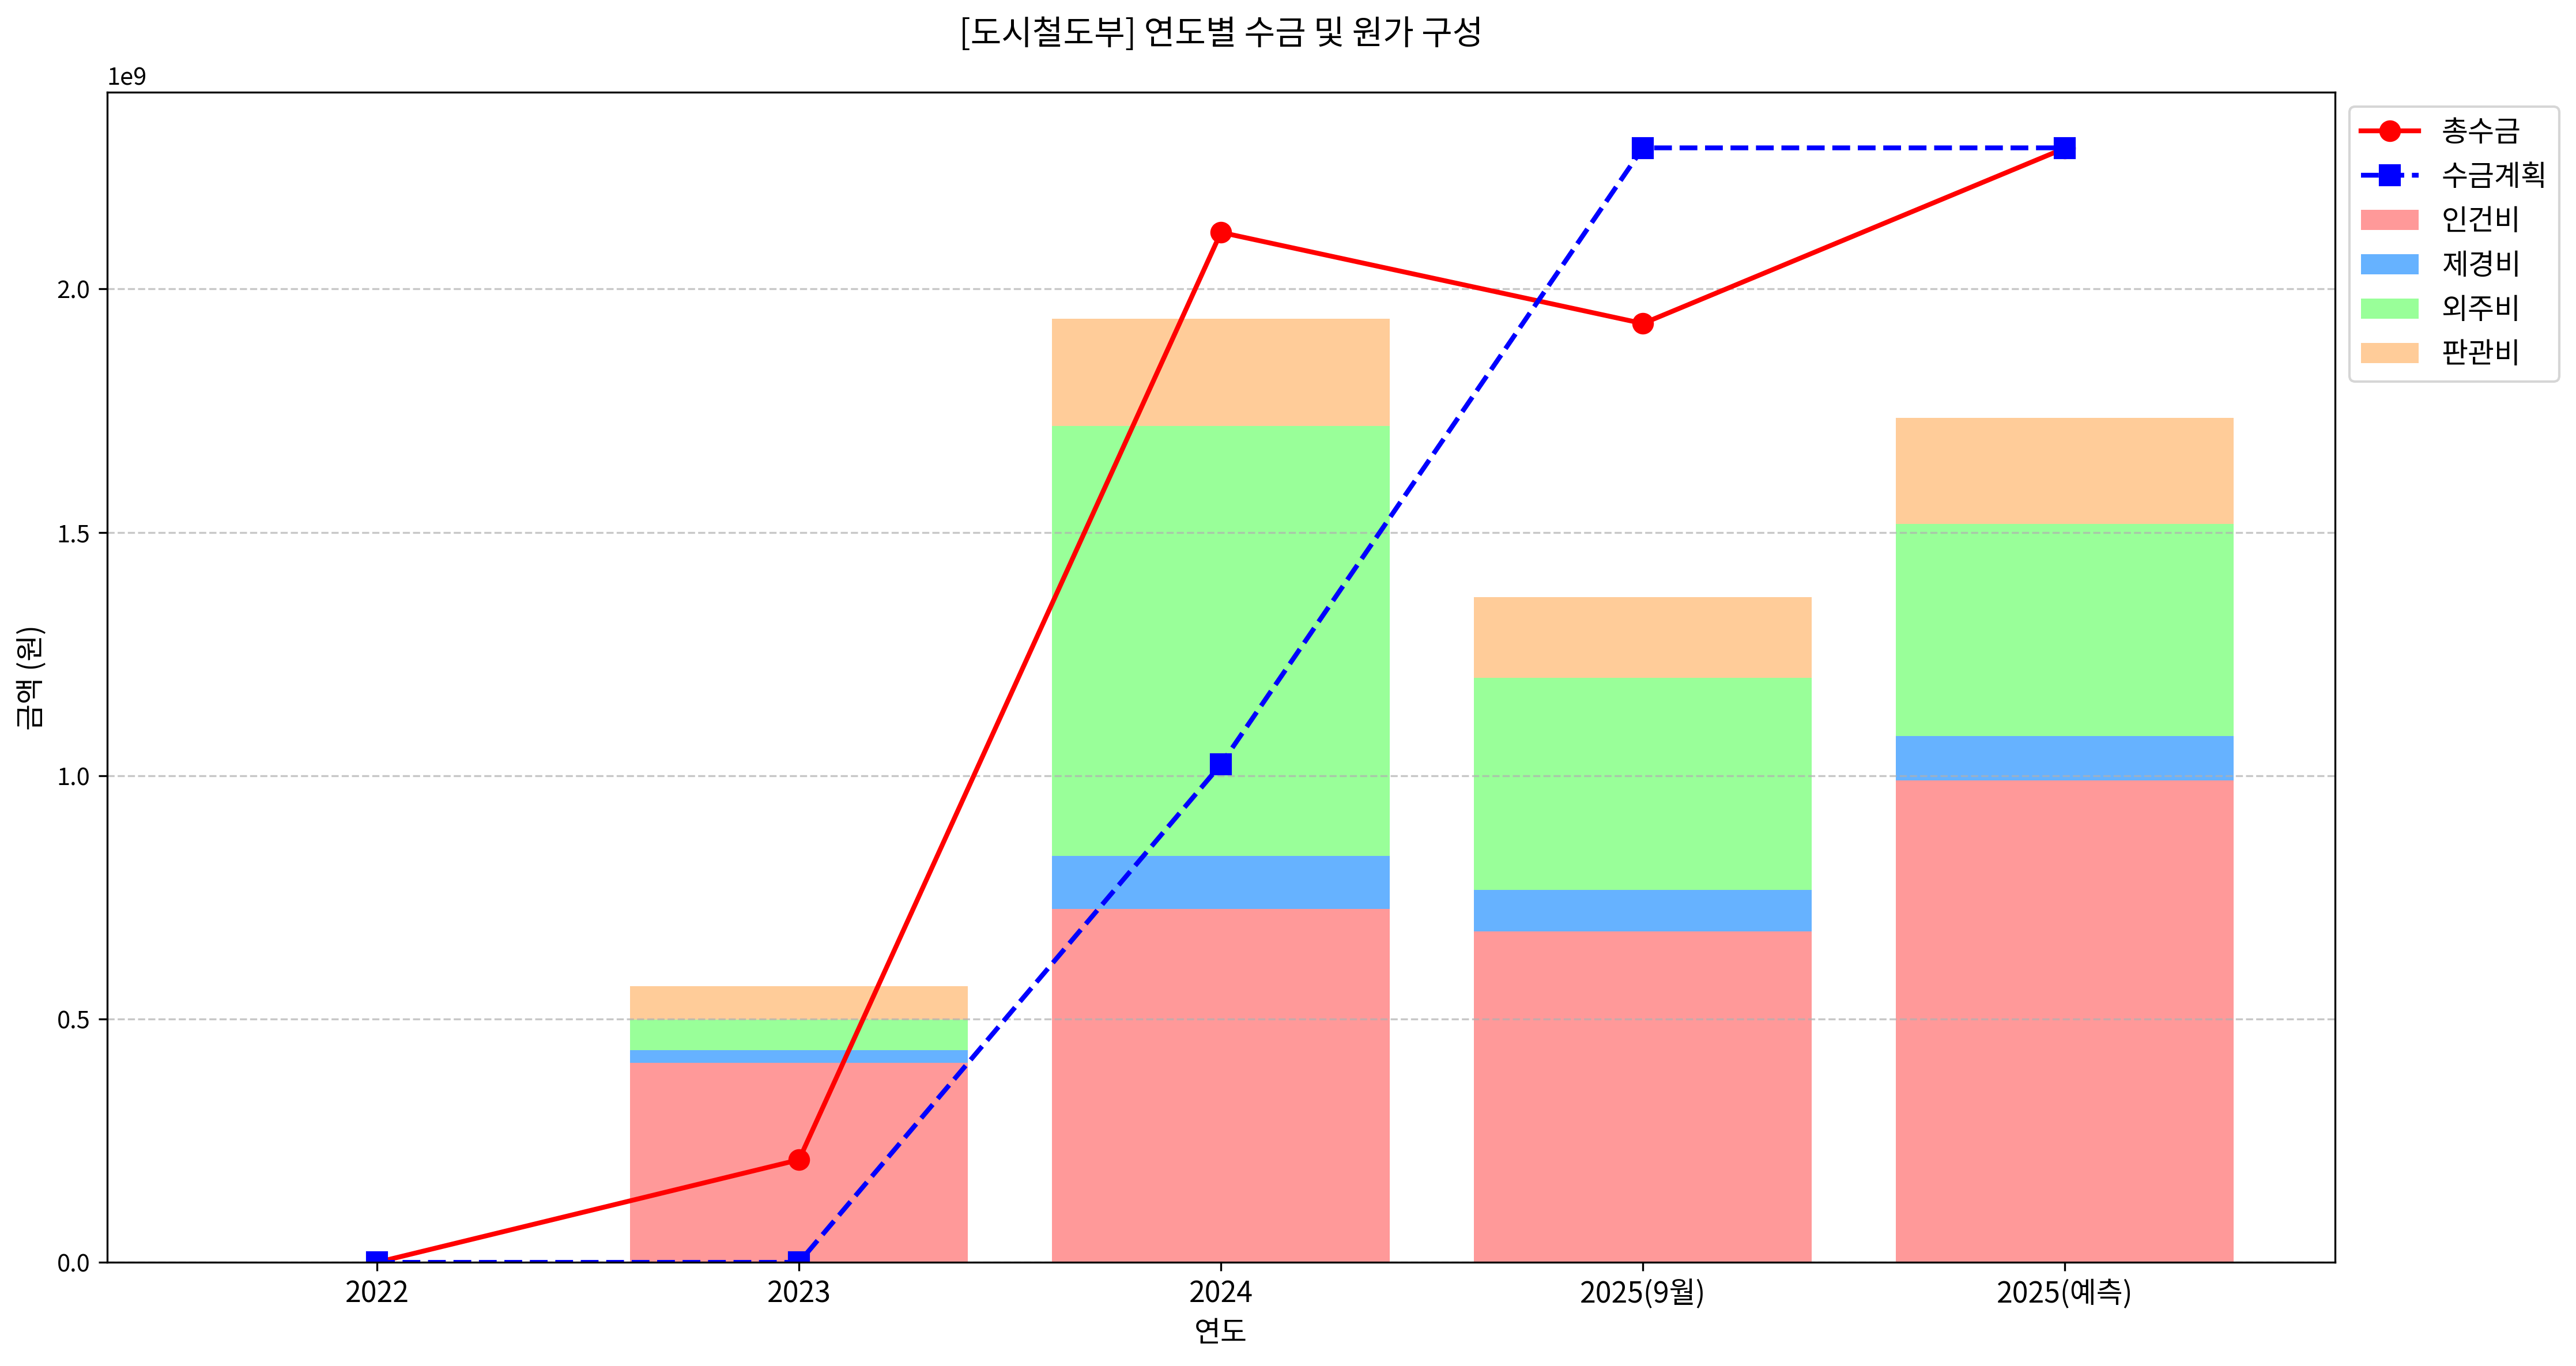 [도시철도부] 연도별 수금 및 원가 구성
1e9
총수금
수금계획
인건비
제경비
외주비
판관비
2.0
1.5
1.0
0.5
0.0
금액 (원)
2022
2023
2024
2025(9월)
2025(예측)
연도